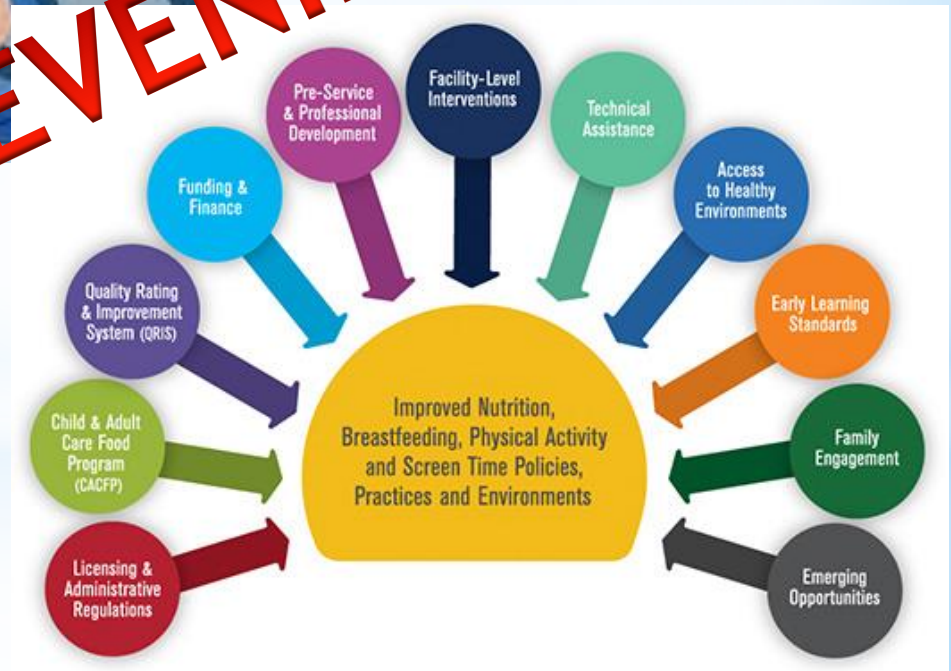 Facility-Level
Interventions
Pre-Service
& Professional
Development
Technical
Assistance
Funding &
Finance
Access
to Healthy
Environments
Quality Rating
& Improvement
System (QRIS)
Early Learning
Standards
Child & Adult
Care Food
Program
(CACFP)
Family
Engagement
Licensing &
Administrative
Regulations
Emerging
Opportunities
Improved Nutrition,
Breastfeeding, Physical Activity
and Screen Time Policies,
Practices and Environments